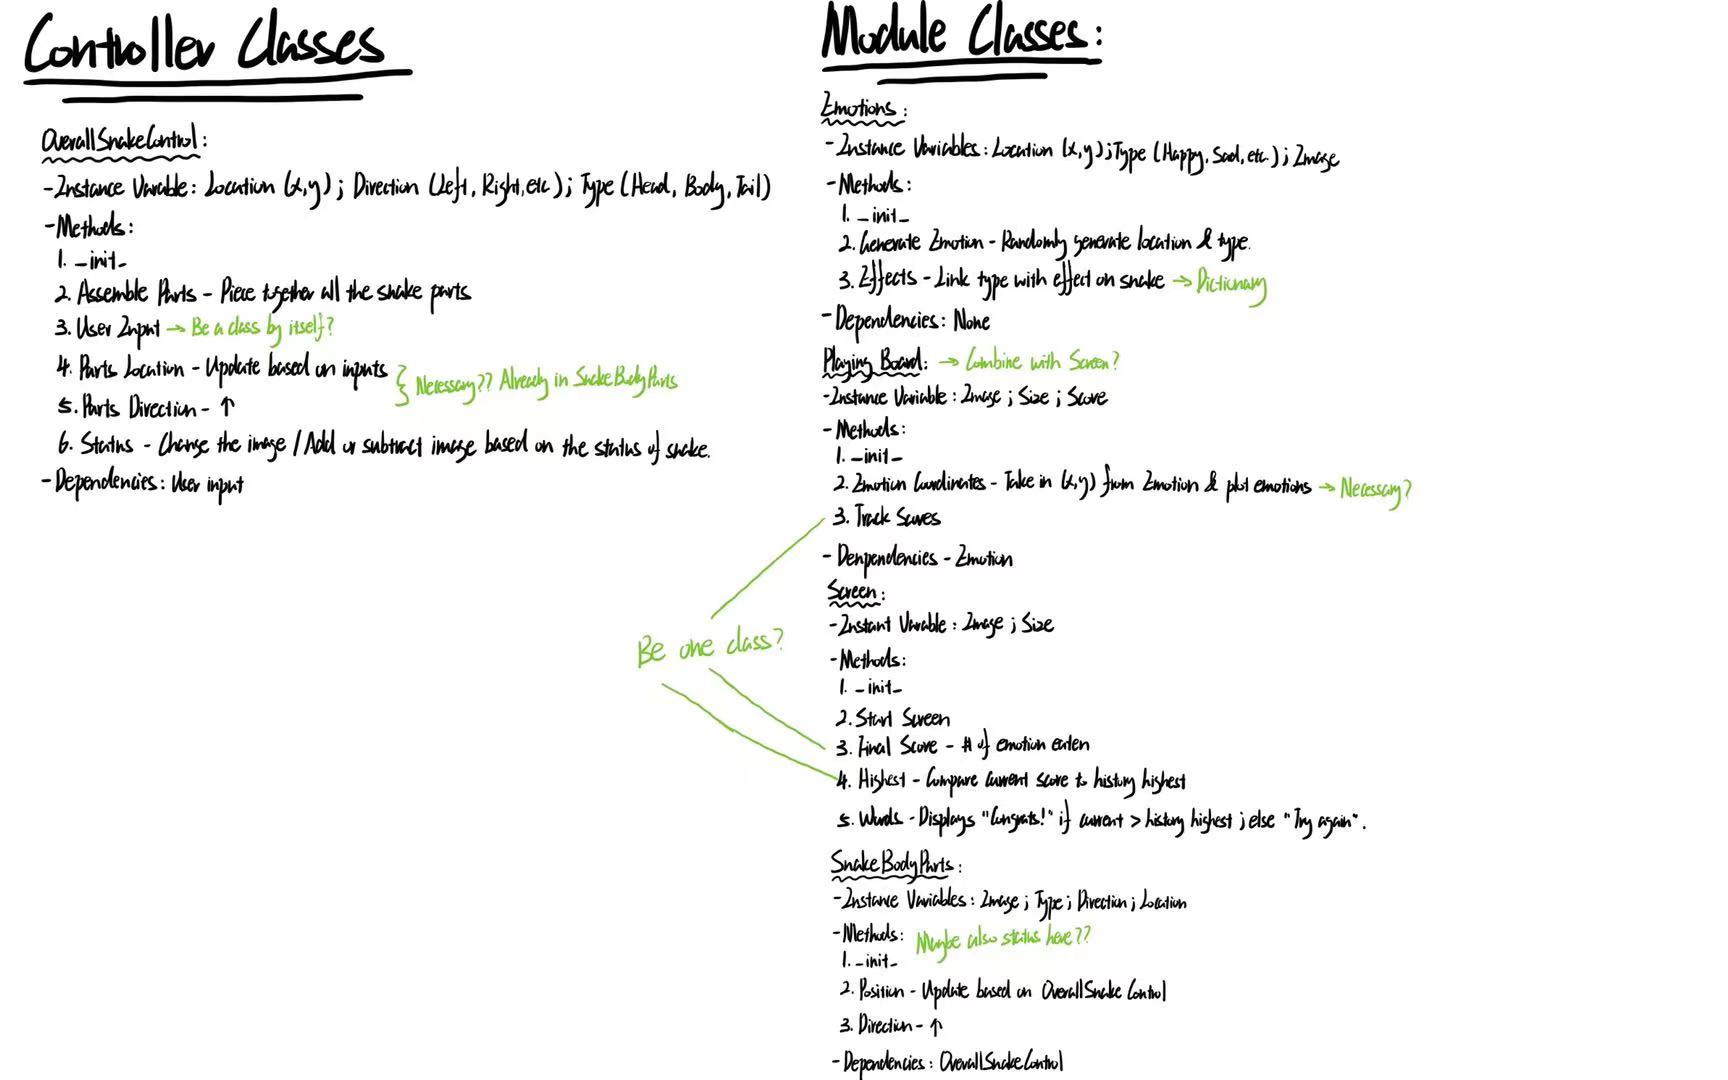 Controller Classes
OverallSnakeControl:
-Instance Variable: Location (x,y); Direction (Left, Right, etc); Type (Head, Body, Tail)
-Methods:
1. _init_
2. Assemble Parts - Piece together all the snake parts
3. User Input → Be a class by itself?
4. Parts Location - Update based on inputs
Necessary?? Already in SnakeBodyParts
5. Parts Direction - ↑
6. Status - Change the image / Add or subtract image based on the status of snake.
-Dependencies: User input
Be one class?
Module Classes:
Emotions:
-Instance Variables: Location (x,y); Type (Happy, Sad, etc.); Image
-Methods:
1. _init_
2. Generate Emotion - Randomly generate location & type.
3. Effects - Link type with effect on snake → Dictionary
-Dependencies: None
Playing Board: → Combine with Screen?
-Instance Variable: Image; Size; Score
-Methods:
1. _init_
2. Emotion Coordinates - Take in (x,y) from Emotion & plot emotions → Necessary?
3. Track Scores
- Denpendencies - Emotion
Screen:
-Instant Variable: Image; Size
-Methods:
1. _init_
2. Start Screen
3. Final Score - # of emotion eaten
4. Highest - Compare current score to history highest
5. Words - Displays "Congrats!" if current > history highest; else "Try again".
SnakeBodyParts:
-Instance Variables: Image; Type; Direction; Location
-Methods: Maybe also status here??
1. _init_
2. Position - Update based on OverallSnakeControl
3. Direction - ↑
-Dependencies: OverallSnakeControl